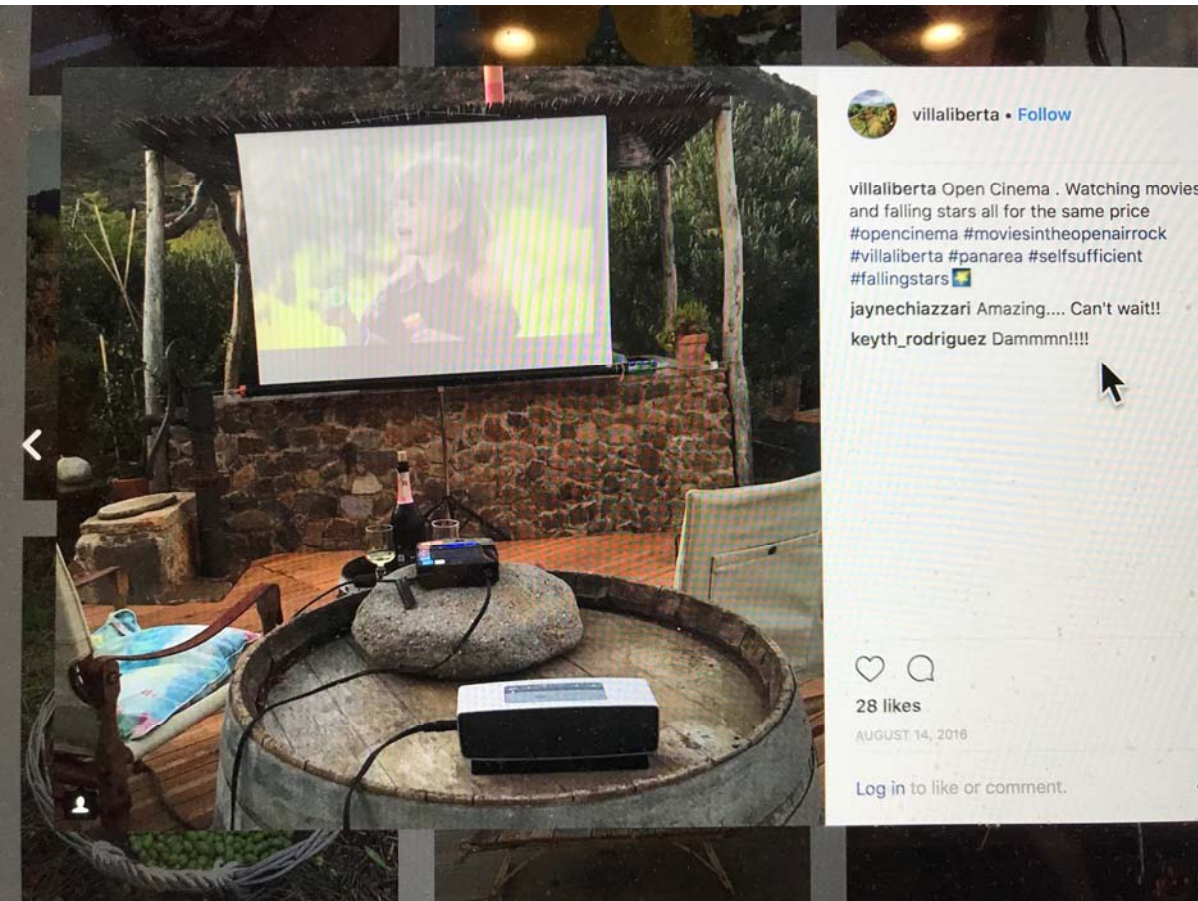 villaliberta • Follow
villaliberta Open Cinema . Watching movies
and falling stars all for the same price
#opencinema #moviesintheopenairrock
#villaliberta #panarea #selfsufficient
#fallingstars
jaynechiazzari Amazing.... Can't wait!!
keyth_rodriguez Dammmn!!!!
28 likes
AUGUST 14, 2016
Log in to like or comment.